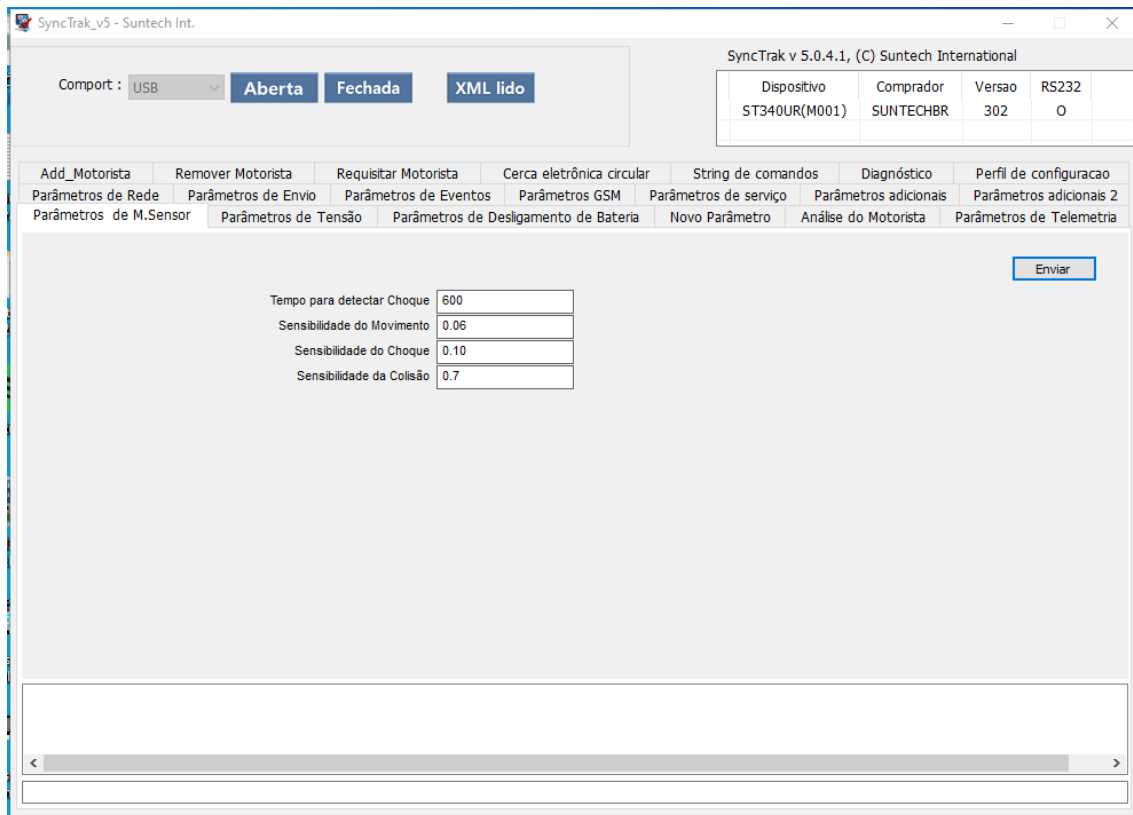 SyncTrak_v5 - Suntech Int.
SyncTrak v 5.0.4.1, (C) Suntech International
Comport : USB Aberta Fechada XML lido
Dispositivo Comprador Versao RS232
ST340UR(M001) SUNTECHBR 302 O
Add_Motorista Remover Motorista Requisitar Motorista Cerca eletrônica circular String de comandos Diagnóstico Perfil de configuracao
Parâmetros de Rede Parâmetros de Envio Parâmetros de Eventos Parâmetros GSM Parâmetros de serviço Parâmetros adicionais Parâmetros adicionais 2
Parâmetros de M.Sensor Parâmetros de Tensão Parâmetros de Desligamento de Bateria Novo Parâmetro Análise do Motorista Parâmetros de Telemetria
Enviar
Tempo para detectar Choque 600
Sensibilidade do Movimento 0.06
Sensibilidade do Choque 0.10
Sensibilidade da Colisão 0.7